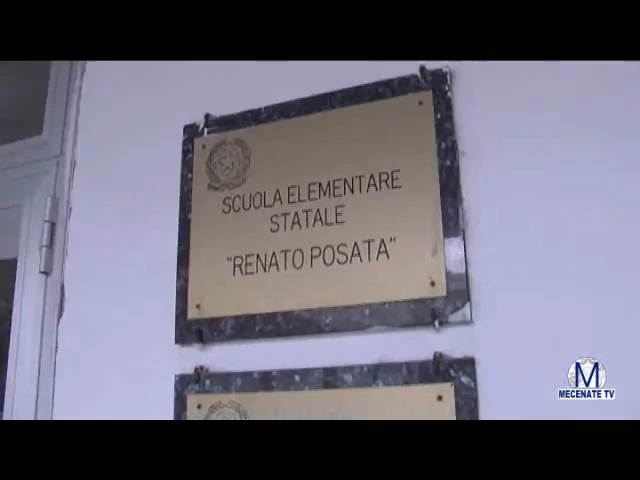 SCUOLA ELEMENTARE
STATALE
"RENATO POSATA"
M
MECENATE TV